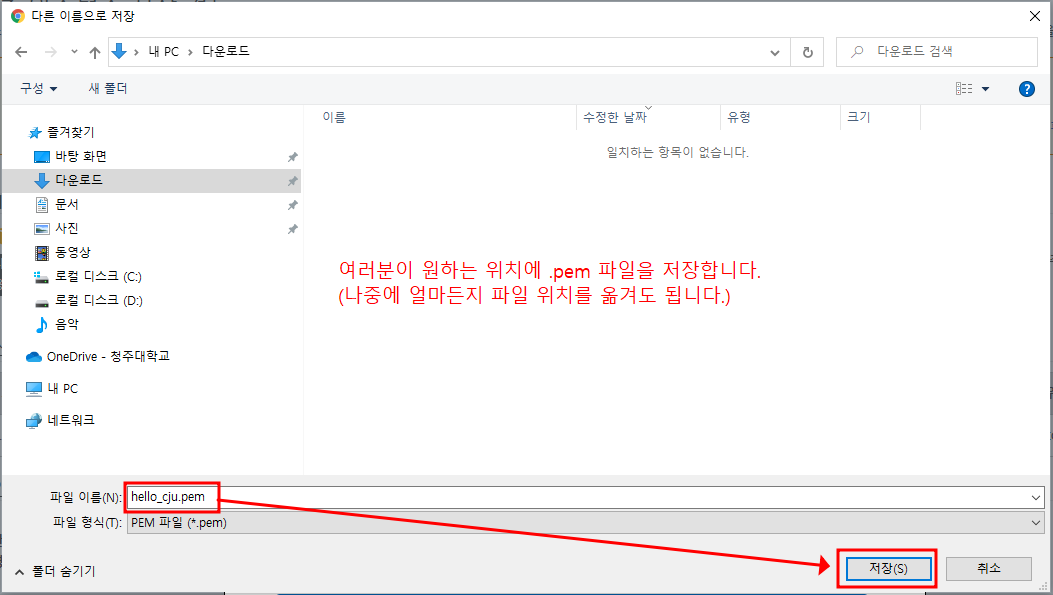 다른 이름으로 저장
내 PC > 다운로드
다운로드 검색
구성
새 폴더
?
이름
수정한 날짜
유형
크기
일치하는 항목이 없습니다.
즐겨찾기
바탕 화면
다운로드
문서
사진
동영상
로컬 디스크 (C:)
로컬 디스크 (D:)
음악
OneDrive - 청주대학교
내 PC
네트워크
여러분이 원하는 위치에 .pem 파일을 저장합니다.
(나중에 얼마든지 파일 위치를 옮겨도 됩니다.)
파일 이름(N): hello_cju.pem
파일 형식(T): PEM 파일 (*.pem)
폴더 숨기기
저장(S)
취소